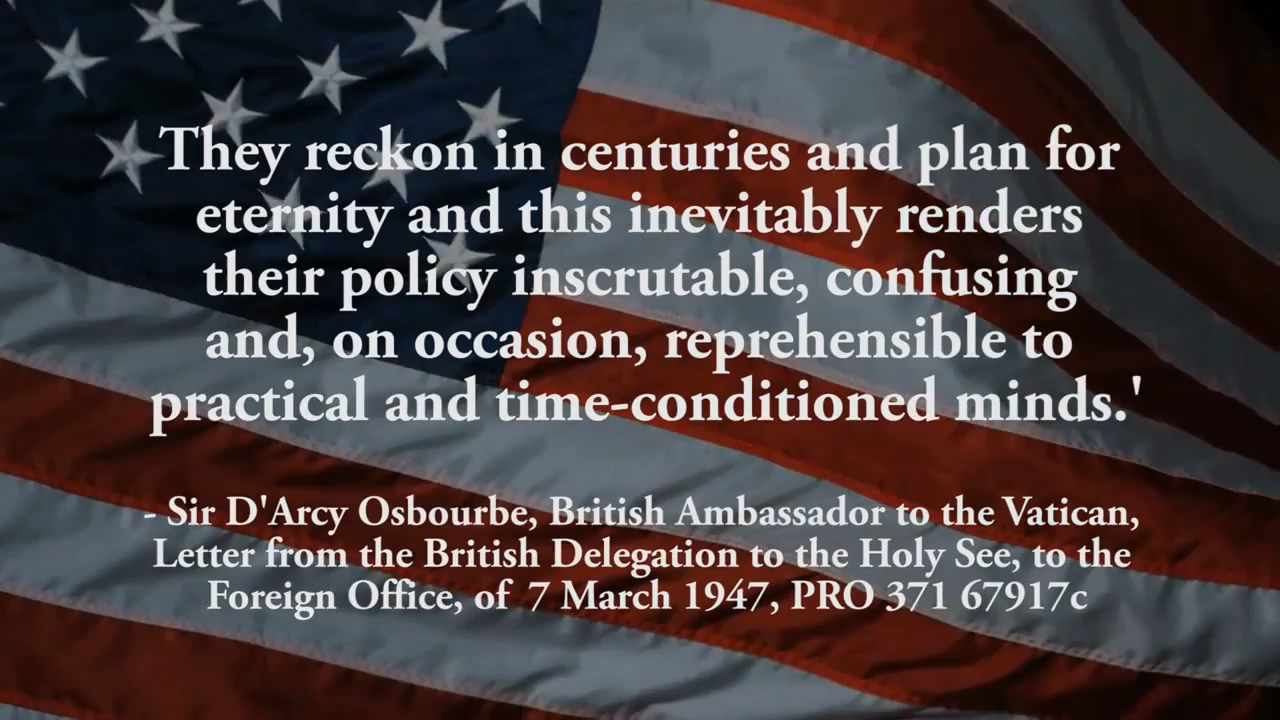 They reckon in centuries and plan for
eternity and this inevitably renders
their policy inscrutable, confusing
and, on occasion, reprehensible to
practical and time-conditioned minds.'
- Sir D'Arcy Osbourbe, British Ambassador to the Vatican,
Letter from the British Delegation to the Holy See, to the
Foreign Office, of 7 March 1947, PRO 371 67917c